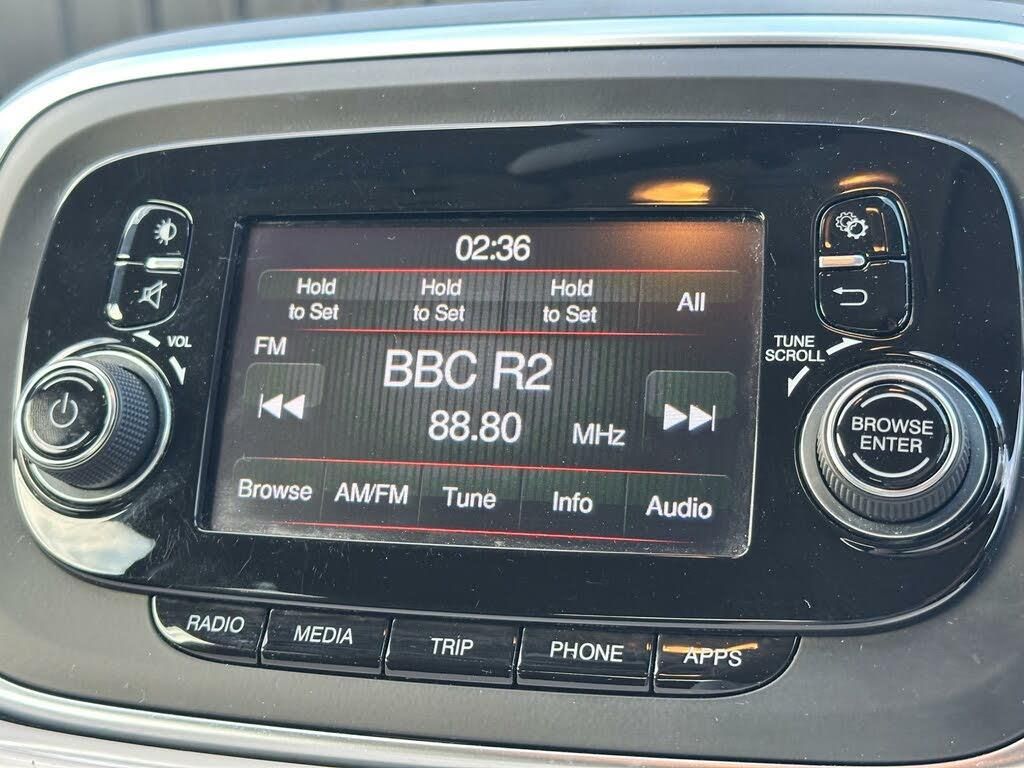 02:36
Hold to Set
Hold to Set
Hold to Set
All
VOL
TUNE
SCROLL
FM
BBC R2
88.80 MHz
BROWSE
ENTER
Browse AM/FM Tune Info Audio
RADIO MEDIA TRIP PHONE APPS